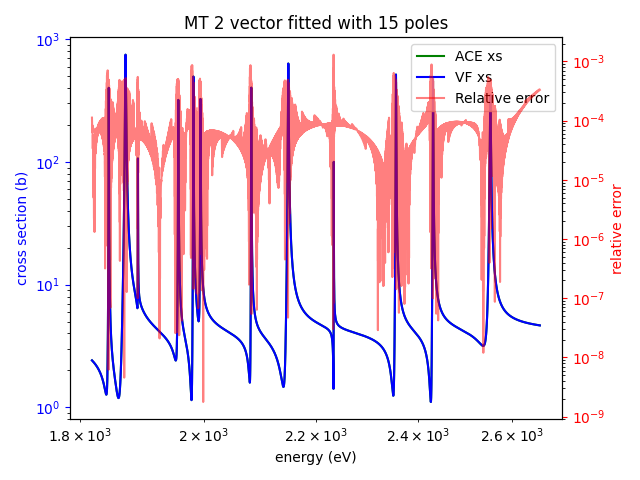 MT 2 vector fitted with 15 poles
ACE xs
VF xs
Relative error
cross section (b)
10³
10²
10¹
10⁰
relative error
10⁻³
10⁻⁴
10⁻⁵
10⁻⁶
10⁻⁷
10⁻⁸
10⁻⁹
1.8 × 10³ 2 × 10³ 2.2 × 10³ 2.4 × 10³ 2.6 × 10³
energy (eV)